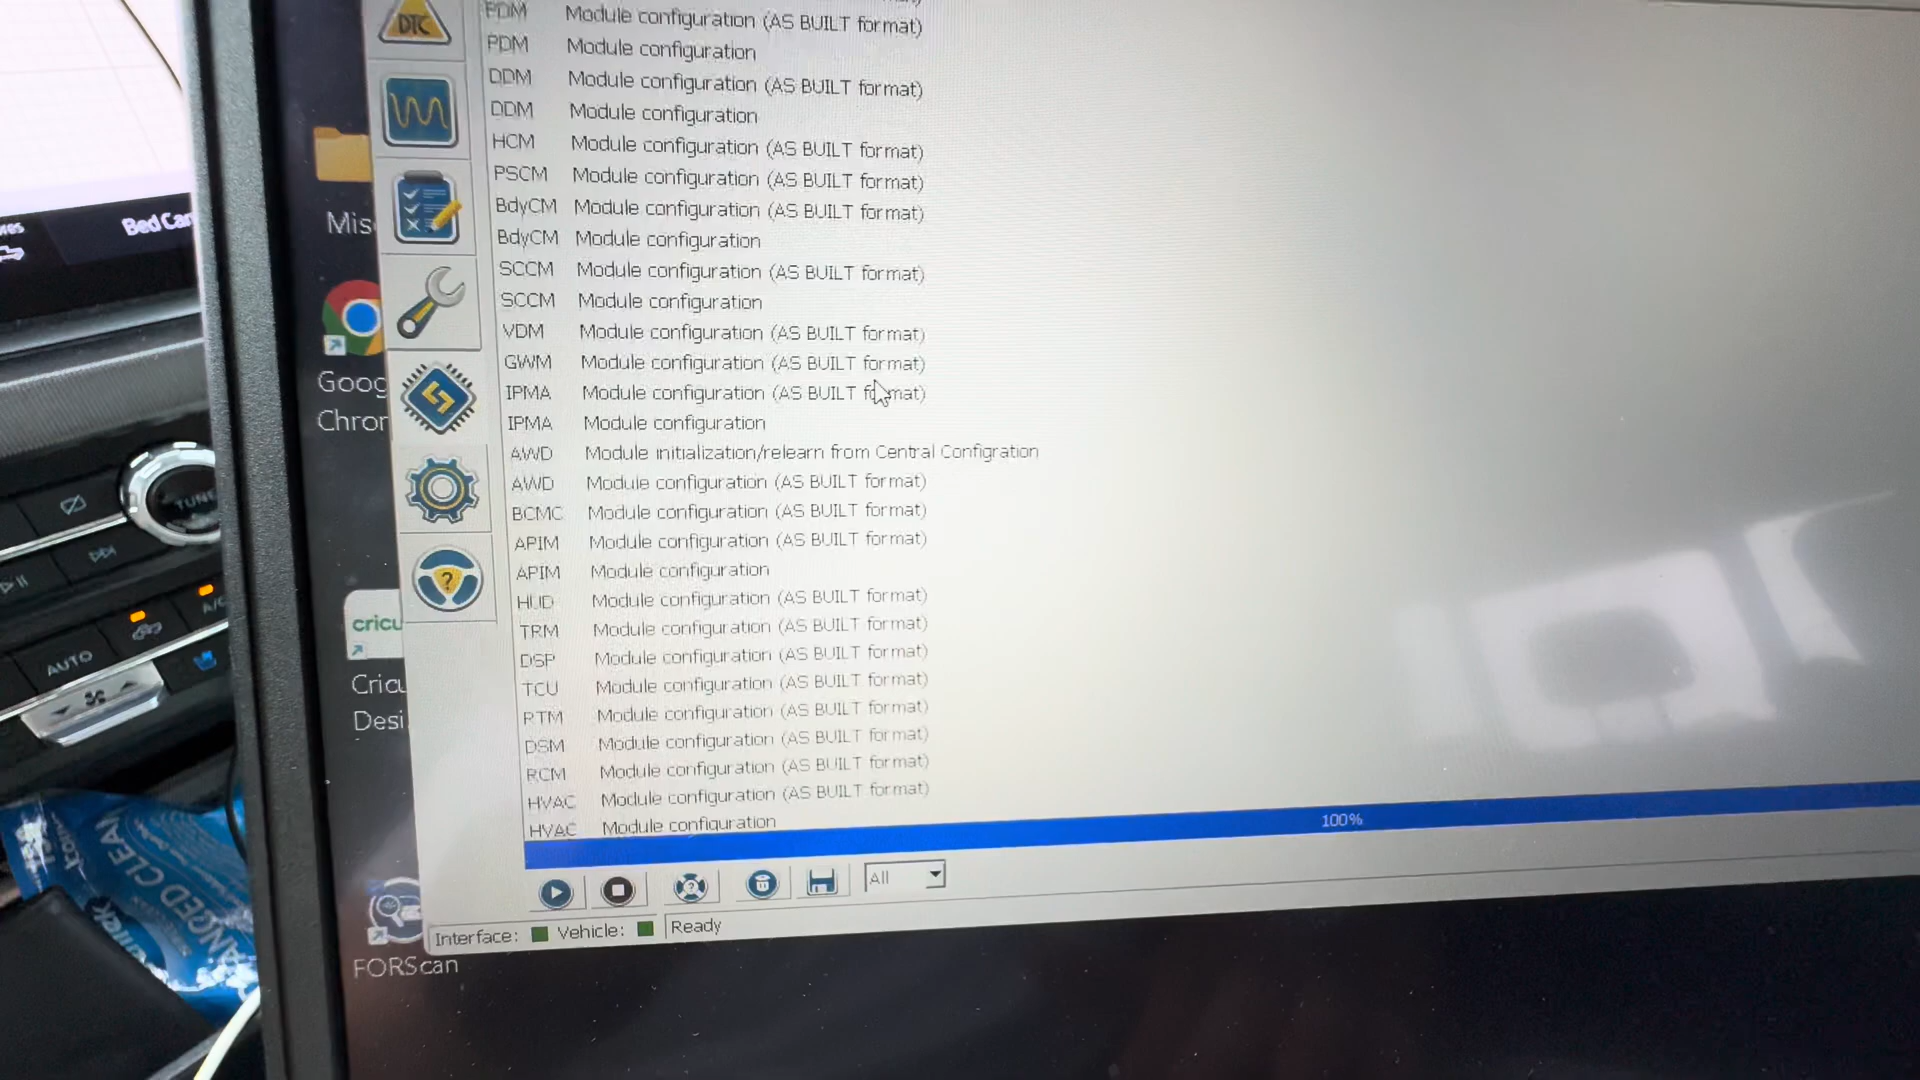 DTC
PDM Module configuration (AS BUILT format)
PDM Module configuration
DDM Module configuration (AS BUILT format)
DDM Module configuration
HCM Module configuration (AS BUILT format)
PSCM Module configuration (AS BUILT format)
BdyCM Module configuration (AS BUILT format)
BdyCM Module configuration
SCCM Module configuration (AS BUILT format)
SCCM Module configuration
VDM Module configuration (AS BUILT format)
GWM Module configuration (AS BUILT format)
IPMA Module configuration (AS BUILT format)
IPMA Module configuration
AWD Module initialization/relearn from Central Configration
AWD Module configuration (AS BUILT format)
BCMC Module configuration (AS BUILT format)
APIM Module configuration (AS BUILT format)
APIM Module configuration
HUD Module configuration (AS BUILT format)
TRM Module configuration (AS BUILT format)
DSP Module configuration (AS BUILT format)
TCU Module configuration (AS BUILT format)
RTM Module configuration (AS BUILT format)
DSM Module configuration (AS BUILT format)
RCM Module configuration (AS BUILT format)
HVAC Module configuration (AS BUILT format)
HVAC Module configuration
100%
All
Interface: Vehicle: Ready
Mis
Goog
Chror
cricu
Cricu
Desi
FORScan
Bed Can
TUNE
A/C
AUTO
CLEAN